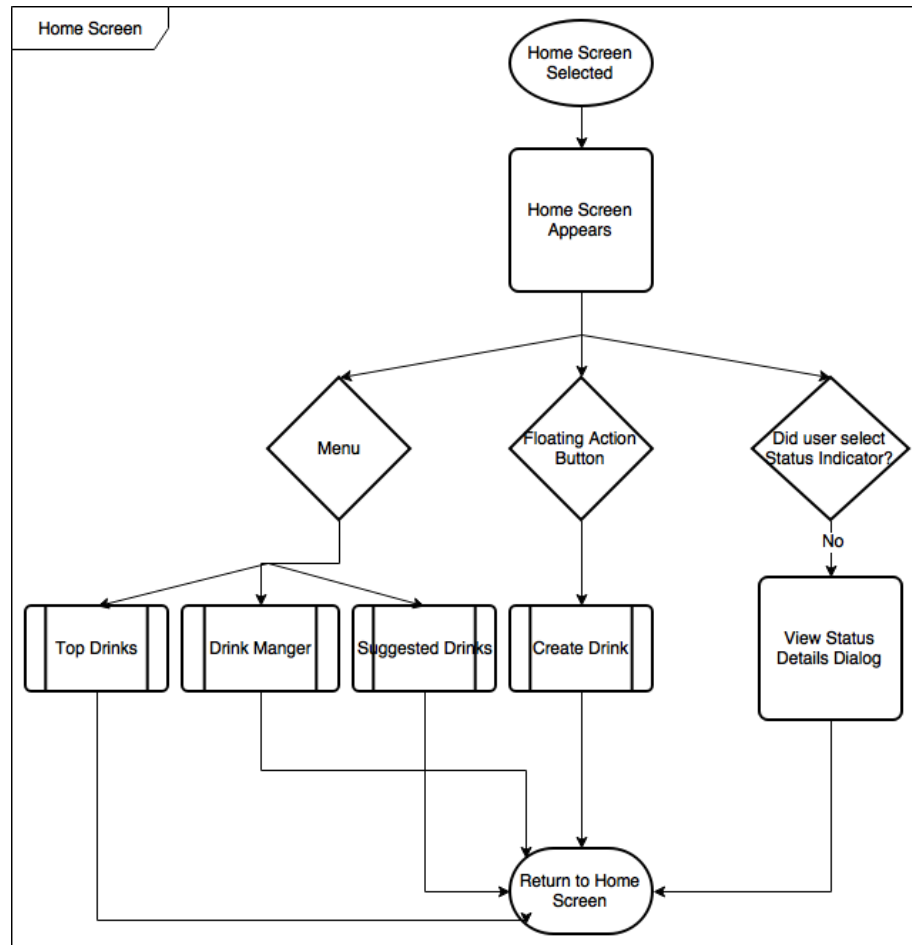 Home Screen
Home Screen
Selected
Home Screen
Appears
Menu
Floating Action
Button
Did user select
Status Indicator?
No
Top Drinks
Drink Manger
Suggested Drinks
Create Drink
View Status
Details Dialog
Return to Home
Screen